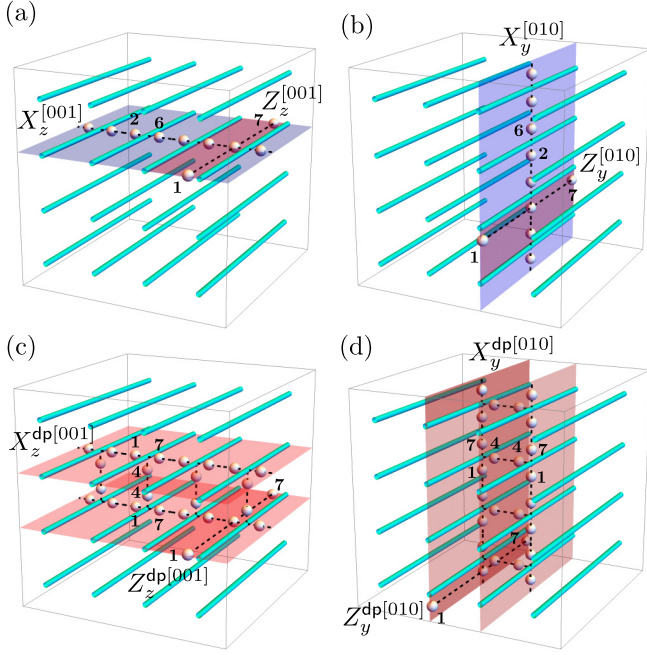 (a)
X_z^[001]
2
6
Z_z^[001]
7
1
(b)
X_y^[010]
6
2
Z_y^[010]
7
1
(c)
X_z^dp[001]
1
7
4
4
7
1
7
1
Z_z^dp[001]
(d)
X_y^dp[010]
7
4
4
7
1
1
7
Z_y^dp[010]
1